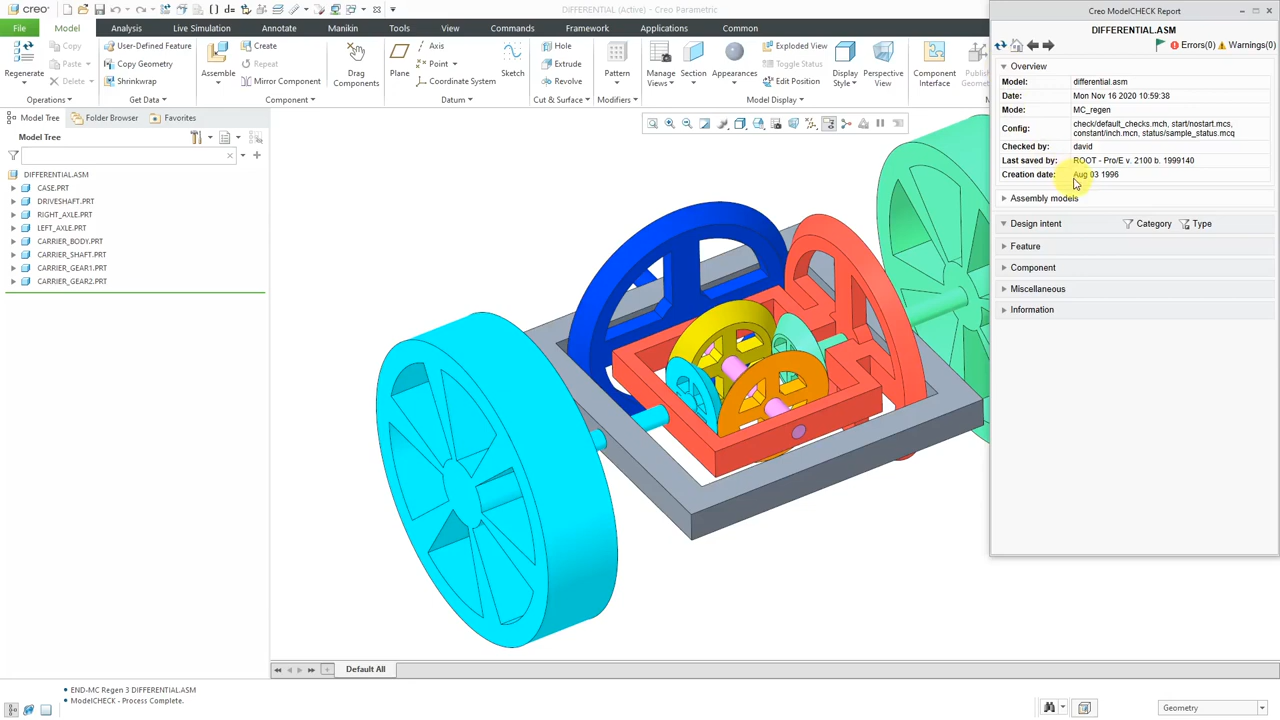 creo
DIFFERENTIAL (Active) - Creo Parametric
File Model Analysis Live Simulation Annotate Manikin Tools View Commands Framework Applications Common
Regenerate
Copy
Paste
Delete
Operations
User-Defined Feature
Copy Geometry
Shrinkwrap
Get Data
Assemble
Create
Repeat
Mirror Component
Component
Drag Components
Plane
Axis
Point
Coordinate System
Sketch
Datum
Hole
Extrude
Revolve
Cut & Surface
Pattern
Modifiers
Manage Views
Section
Appearances
Exploded View
Toggle Status
Edit Position
Display Style
Perspective View
Model Display
Component Interface
Publish
Model Tree Folder Browser Favorites
Model Tree
DIFFERENTIAL.ASM
CASE.PRT
DRIVESHAFT.PRT
RIGHT_AXLE.PRT
LEFT_AXLE.PRT
CARRIER_BODY.PRT
CARRIER_SHAFT.PRT
CARRIER_GEAR1.PRT
CARRIER_GEAR2.PRT
Creo ModelCHECK Report
DIFFERENTIAL.ASM
Errors(0) Warnings(0)
Overview
Model: differential.asm
Date: Mon Nov 16 2020 10:59:38
Mode: MC_regen
Config: check/default_checks.mch, start/nostart.mcs,
constant/inch.mcn, status/sample_status.mcq
Checked by: david
Last saved by: ROOT - Pro/E v. 2100 b. 1999140
Creation date: Aug 03 1996
Assembly models
Design intent Category Type
Feature
Component
Miscellaneous
Information
Default All
END-MC Regen 3 DIFFERENTIAL.ASM
ModelCHECK - Process Complete.
Geometry